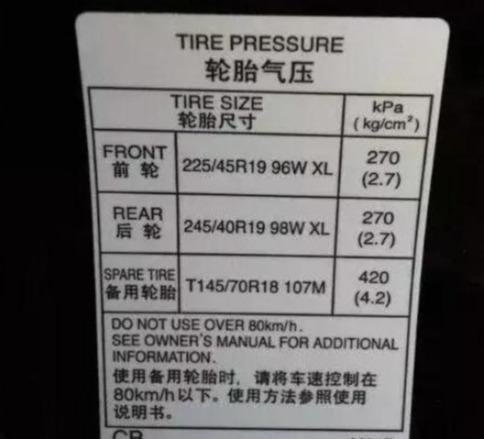 TIRE PRESSURE
轮胎气压
TIRE SIZE
轮胎尺寸
kPa
(kg/cm²)
FRONT
前 轮
225/45R19 96W XL
270
(2.7)
REAR
后 轮
245/40R19 98W XL
270
(2.7)
SPARE TIRE
备用轮胎
T145/70R18 107M
420
(4.2)
DO NOT USE OVER 80km/h.
SEE OWNER'S MANUAL FOR ADDITIONAL
INFORMATION.
使用备用轮胎时，请将车速控制在
80km/h以下。使用方法参照使用
说明书。